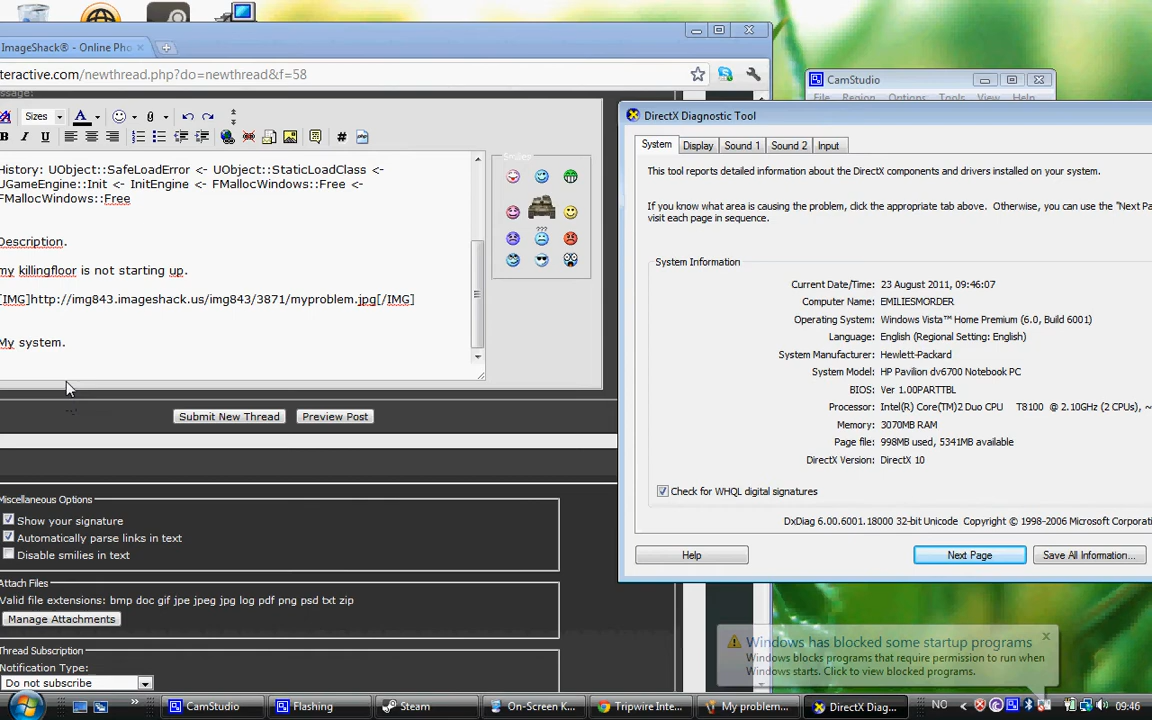 ImageShack® - Online Pho
teractive.com/newthread.php?do=newthread&f=58
essage:
Sizes
A
B I U
#
History: UObject::SafeLoadError <- UObject::StaticLoadClass <-
UGameEngine::Init <- InitEngine <- FMallocWindows::Free <-
FMallocWindows::Free
Description.
my killingfloor is not starting up.
[IMG]http://img843.imageshack.us/img843/3871/myproblem.jpg[/IMG]
My system.
Smilies
???
Submit New Thread
Preview Post
Miscellaneous Options
Show your signature
Automatically parse links in text
Disable smilies in text
Attach Files
Valid file extensions: bmp doc gif jpe jpeg jpg log pdf png psd txt zip
Manage Attachments
Thread Subscription
Notification Type:
Do not subscribe
CamStudio
File Region Options Tools View Help
DirectX Diagnostic Tool
System Display Sound 1 Sound 2 Input
This tool reports detailed information about the DirectX components and drivers installed on your system.
If you know what area is causing the problem, click the appropriate tab above. Otherwise, you can use the "Next Pa
visit each page in sequence.
System Information
Current Date/Time: 23 August 2011, 09:46:07
Computer Name: EMILIESMORDER
Operating System: Windows Vista™ Home Premium (6.0, Build 6001)
Language: English (Regional Setting: English)
System Manufacturer: Hewlett-Packard
System Model: HP Pavilion dv6700 Notebook PC
BIOS: Ver 1.00PARTTBL
Processor: Intel(R) Core(TM)2 Duo CPU T8100 @ 2.10GHz (2 CPUs), ~
Memory: 3070MB RAM
Page file: 998MB used, 5341MB available
DirectX Version: DirectX 10
Check for WHQL digital signatures
DxDiag 6.00.6001.18000 32-bit Unicode Copyright © 1998-2006 Microsoft Corporati
Help
Next Page
Save All Information...
Windows has blocked some startup programs
Windows blocks programs that require permission to run when
Windows starts. Click to view blocked programs.
CamStudio
Flashing
Steam
On-Screen K...
Tripwire Inte...
My problem...
DirectX Diag...
NO
09:46